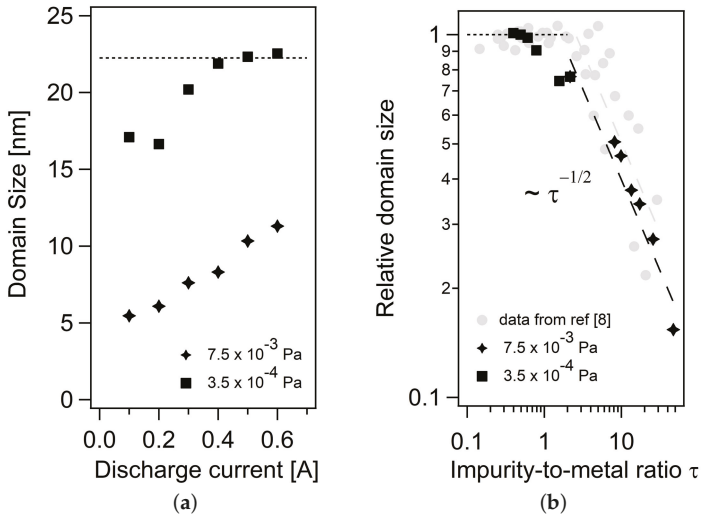 25
20
15
10
5
0
Domain Size [nm]
7.5 x 10⁻³ Pa
3.5 x 10⁻⁴ Pa
0.0 0.2 0.4 0.6
Discharge current [A]
(a)
1
9
8
7
6
5
4
3
2
0.1
Relative domain size
~ τ⁻¹/²
data from ref [8]
7.5 x 10⁻³ Pa
3.5 x 10⁻⁴ Pa
0.1 1 10
Impurity-to-metal ratio τ
(b)